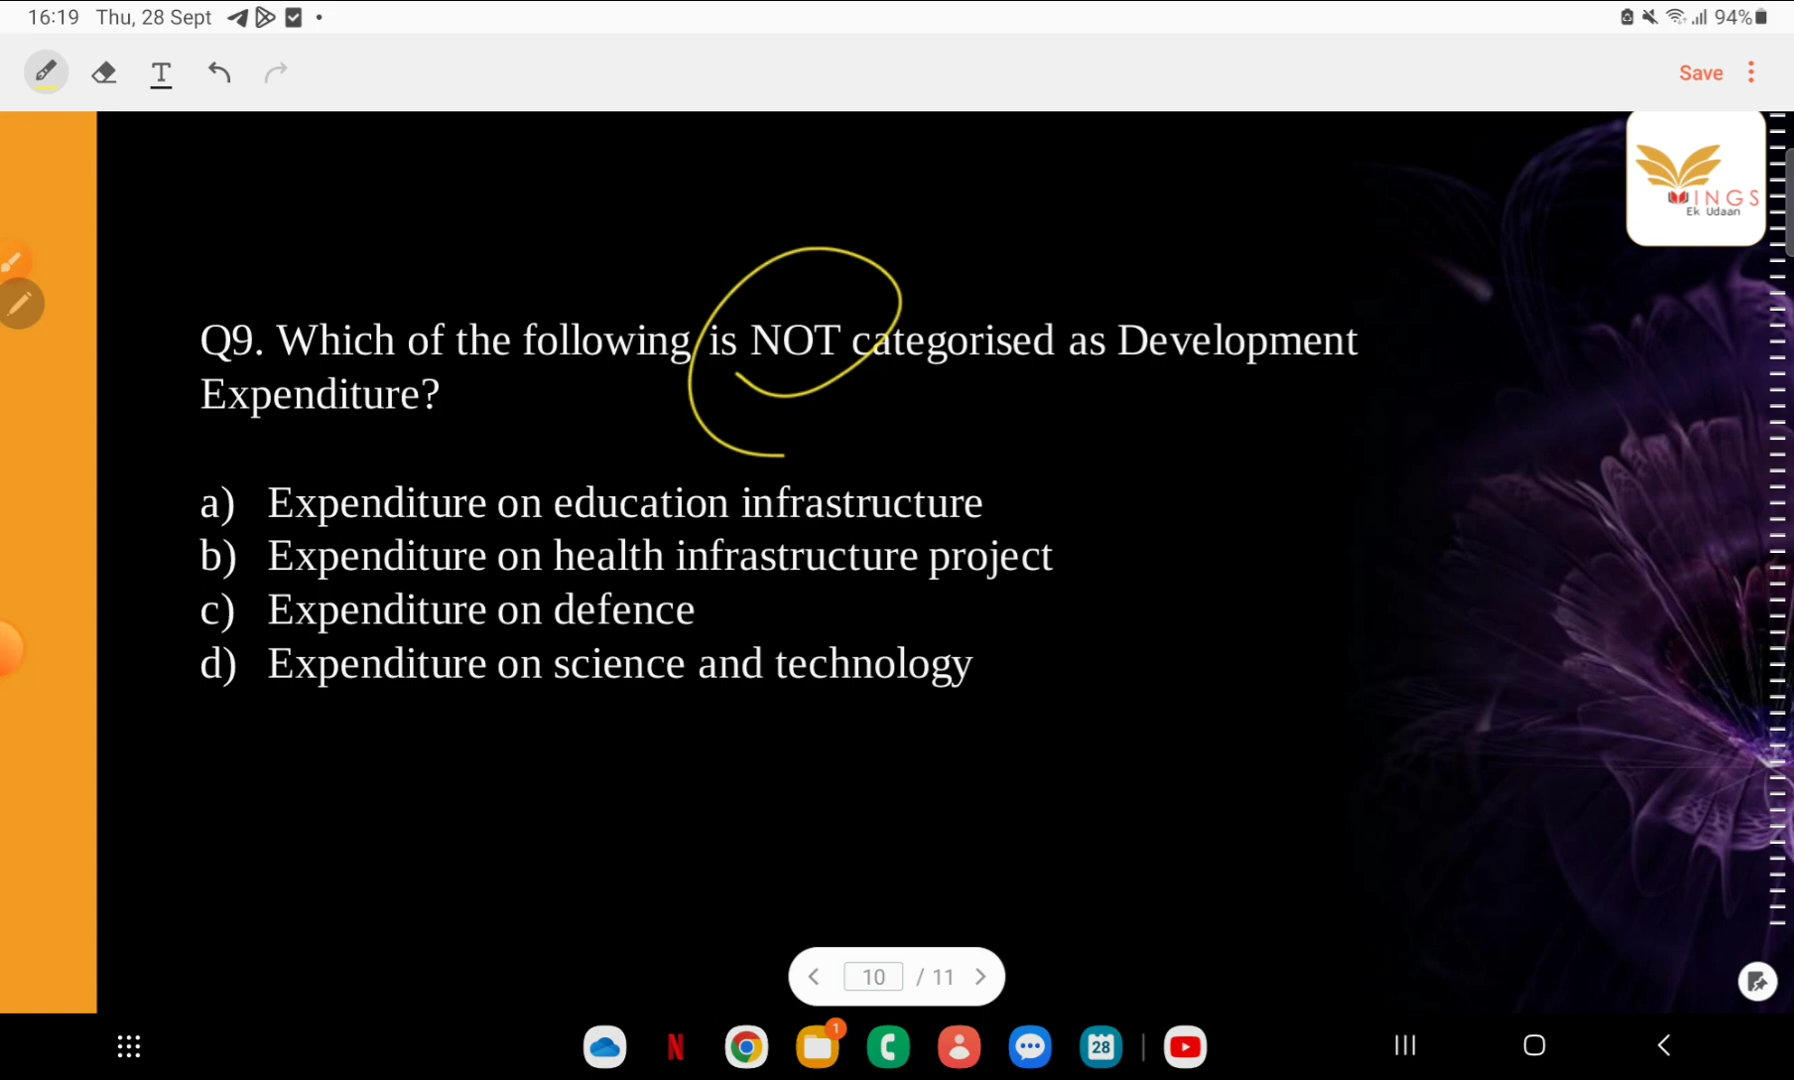 16:19 Thu, 28 Sept
94%
T
Save
WINGS
Ek Udaan
Q9. Which of the following is NOT categorised as Development
Expenditure?
a) Expenditure on education infrastructure
b) Expenditure on health infrastructure project
c) Expenditure on defence
d) Expenditure on science and technology
10 / 11
1
N
28